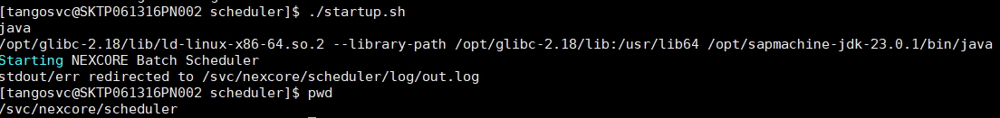 [tangosvc@SKTP061316PN002 scheduler]$ ./startup.sh
java
/opt/glibc-2.18/lib/ld-linux-x86-64.so.2 --library-path /opt/glibc-2.18/lib:/usr/lib64 /opt/sapmachine-jdk-23.0.1/bin/java
Starting NEXCORE Batch Scheduler
stdout/err redirected to /svc/nexcore/scheduler/log/out.log
[tangosvc@SKTP061316PN002 scheduler]$ pwd
/svc/nexcore/scheduler